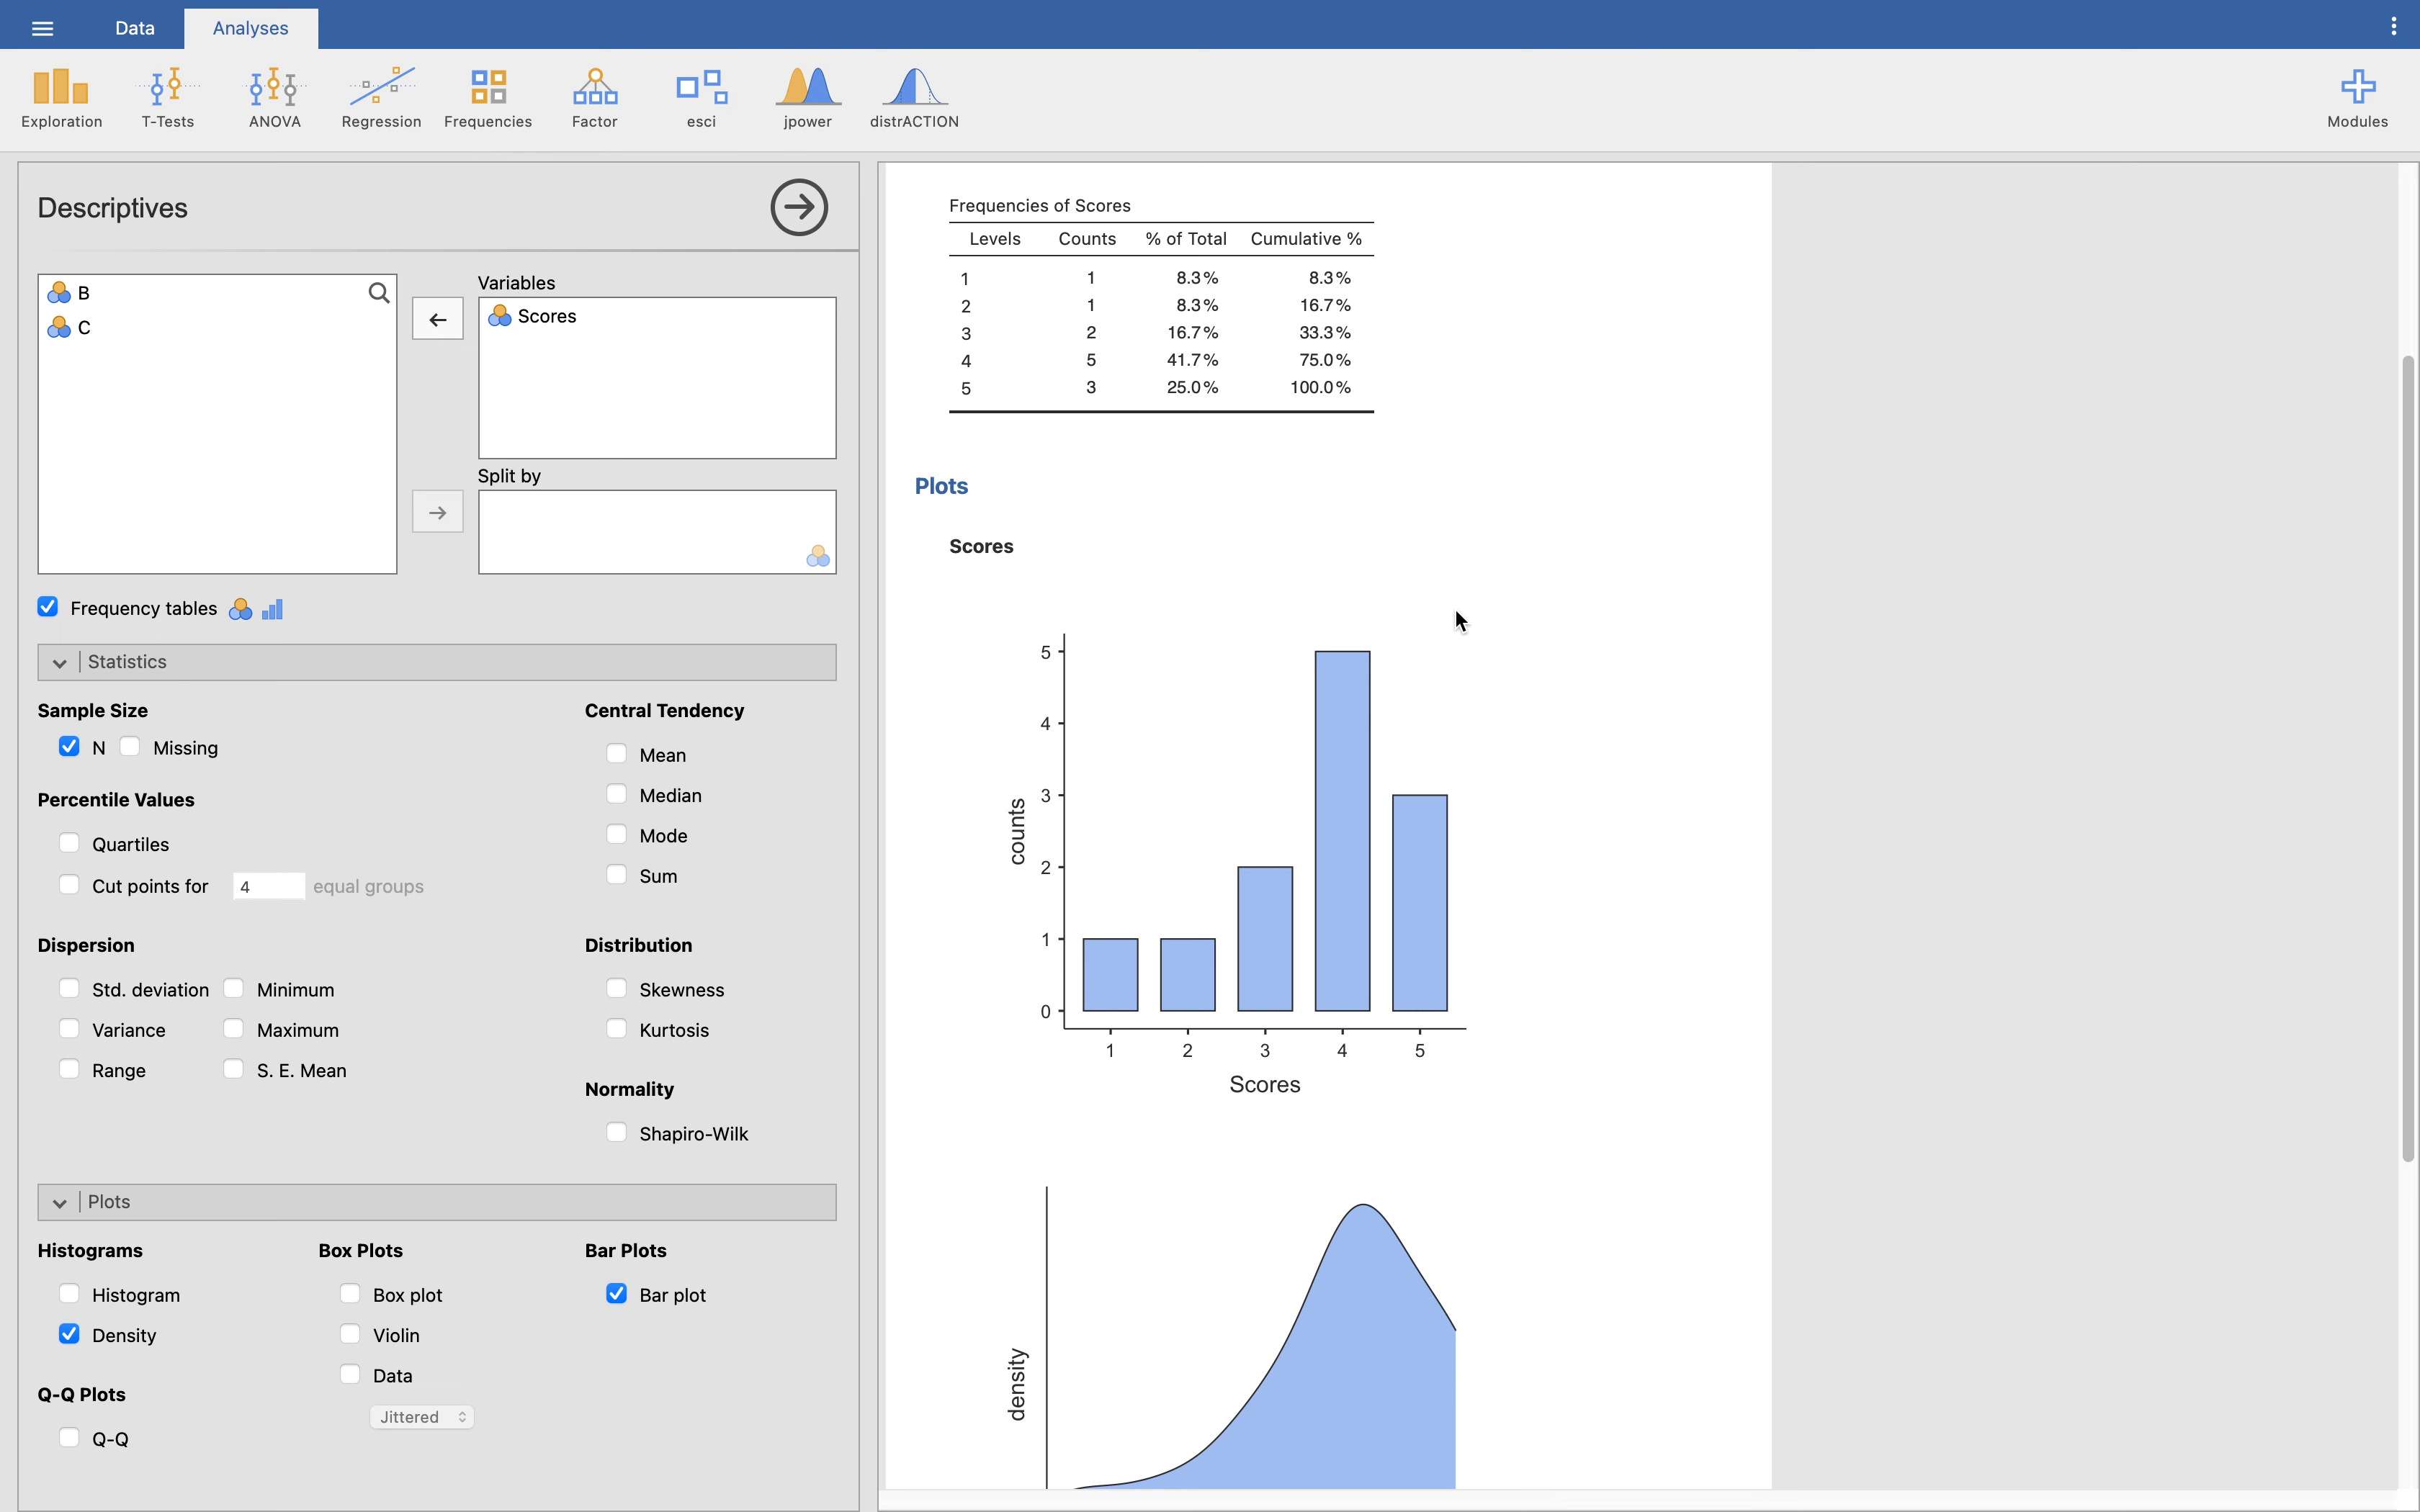 Data Analyses
Exploration T-Tests ANOVA Regression Frequencies Factor esci jpower distrACTION Modules
Descriptives
B
C
Variables
Scores
Split by
Frequency tables
Statistics
Sample Size
N Missing
Percentile Values
Quartiles
Cut points for 4 equal groups
Dispersion
Std. deviation Minimum
Variance Maximum
Range S. E. Mean
Central Tendency
Mean
Median
Mode
Sum
Distribution
Skewness
Kurtosis
Normality
Shapiro-Wilk
Plots
Histograms
Histogram
Density
Q-Q Plots
Q-Q
Box Plots
Box plot
Violin
Data
Jittered
Bar Plots
Bar plot
Frequencies of Scores
Levels Counts % of Total Cumulative %
1 1 8.3% 8.3%
2 1 8.3% 16.7%
3 2 16.7% 33.3%
4 5 41.7% 75.0%
5 3 25.0% 100.0%
Plots
Scores
5
4
3
2
1
0
counts
1 2 3 4 5
Scores
density